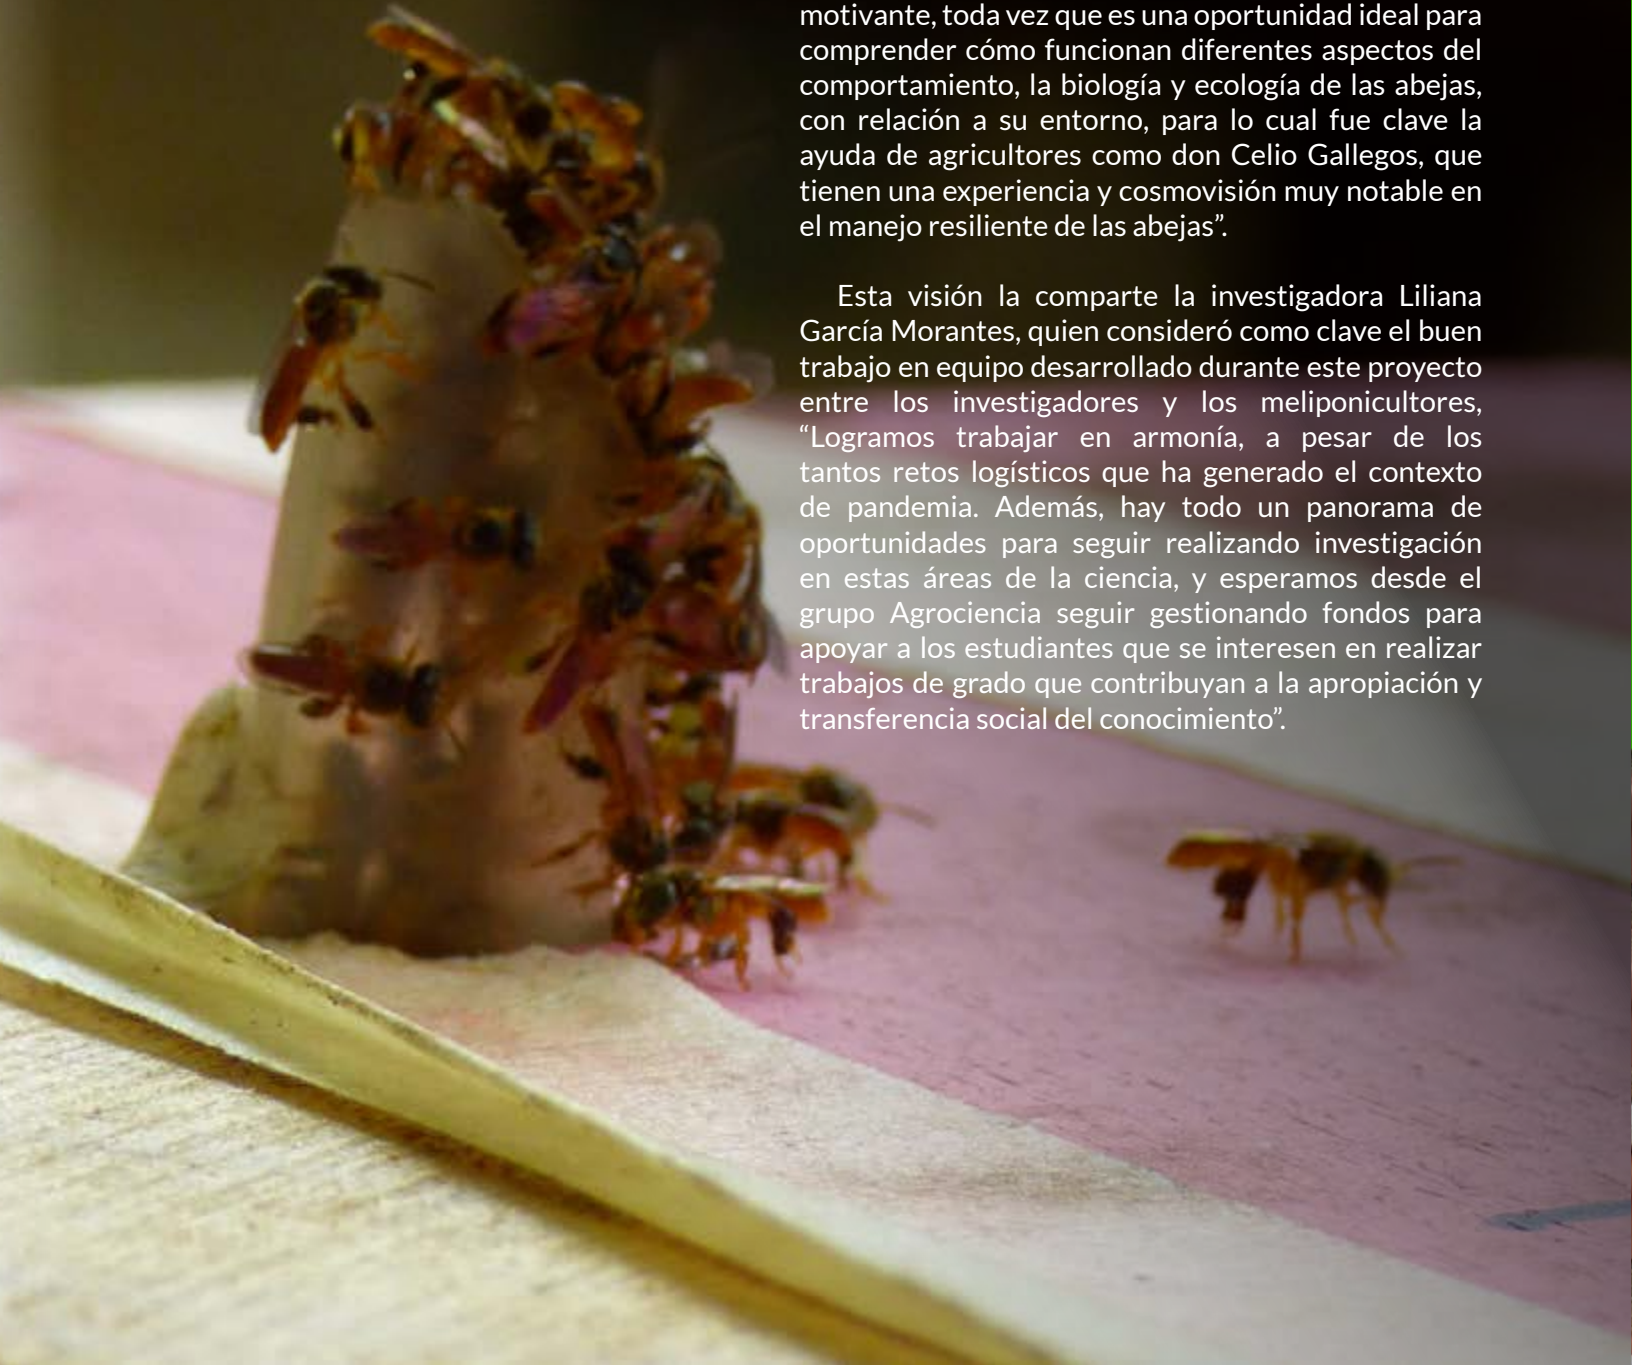 motivante, toda vez que es una oportunidad ideal para
comprender cómo funcionan diferentes aspectos del
comportamiento, la biología y ecología de las abejas,
con relación a su entorno, para lo cual fue clave la
ayuda de agricultores como don Celio Gallegos, que
tienen una experiencia y cosmovisión muy notable en
el manejo resiliente de las abejas”.
Esta visión la comparte la investigadora Liliana
García Morantes, quien consideró como clave el buen
trabajo en equipo desarrollado durante este proyecto
entre los investigadores y los meliponicultores,
“Logramos trabajar en armonía, a pesar de los
tantos retos logísticos que ha generado el contexto
de pandemia. Además, hay todo un panorama de
oportunidades para seguir realizando investigación
en estas áreas de la ciencia, y esperamos desde el
grupo Agrociencia seguir gestionando fondos para
apoyar a los estudiantes que se interesen en realizar
trabajos de grado que contribuyan a la apropiación y
transferencia social del conocimiento”.